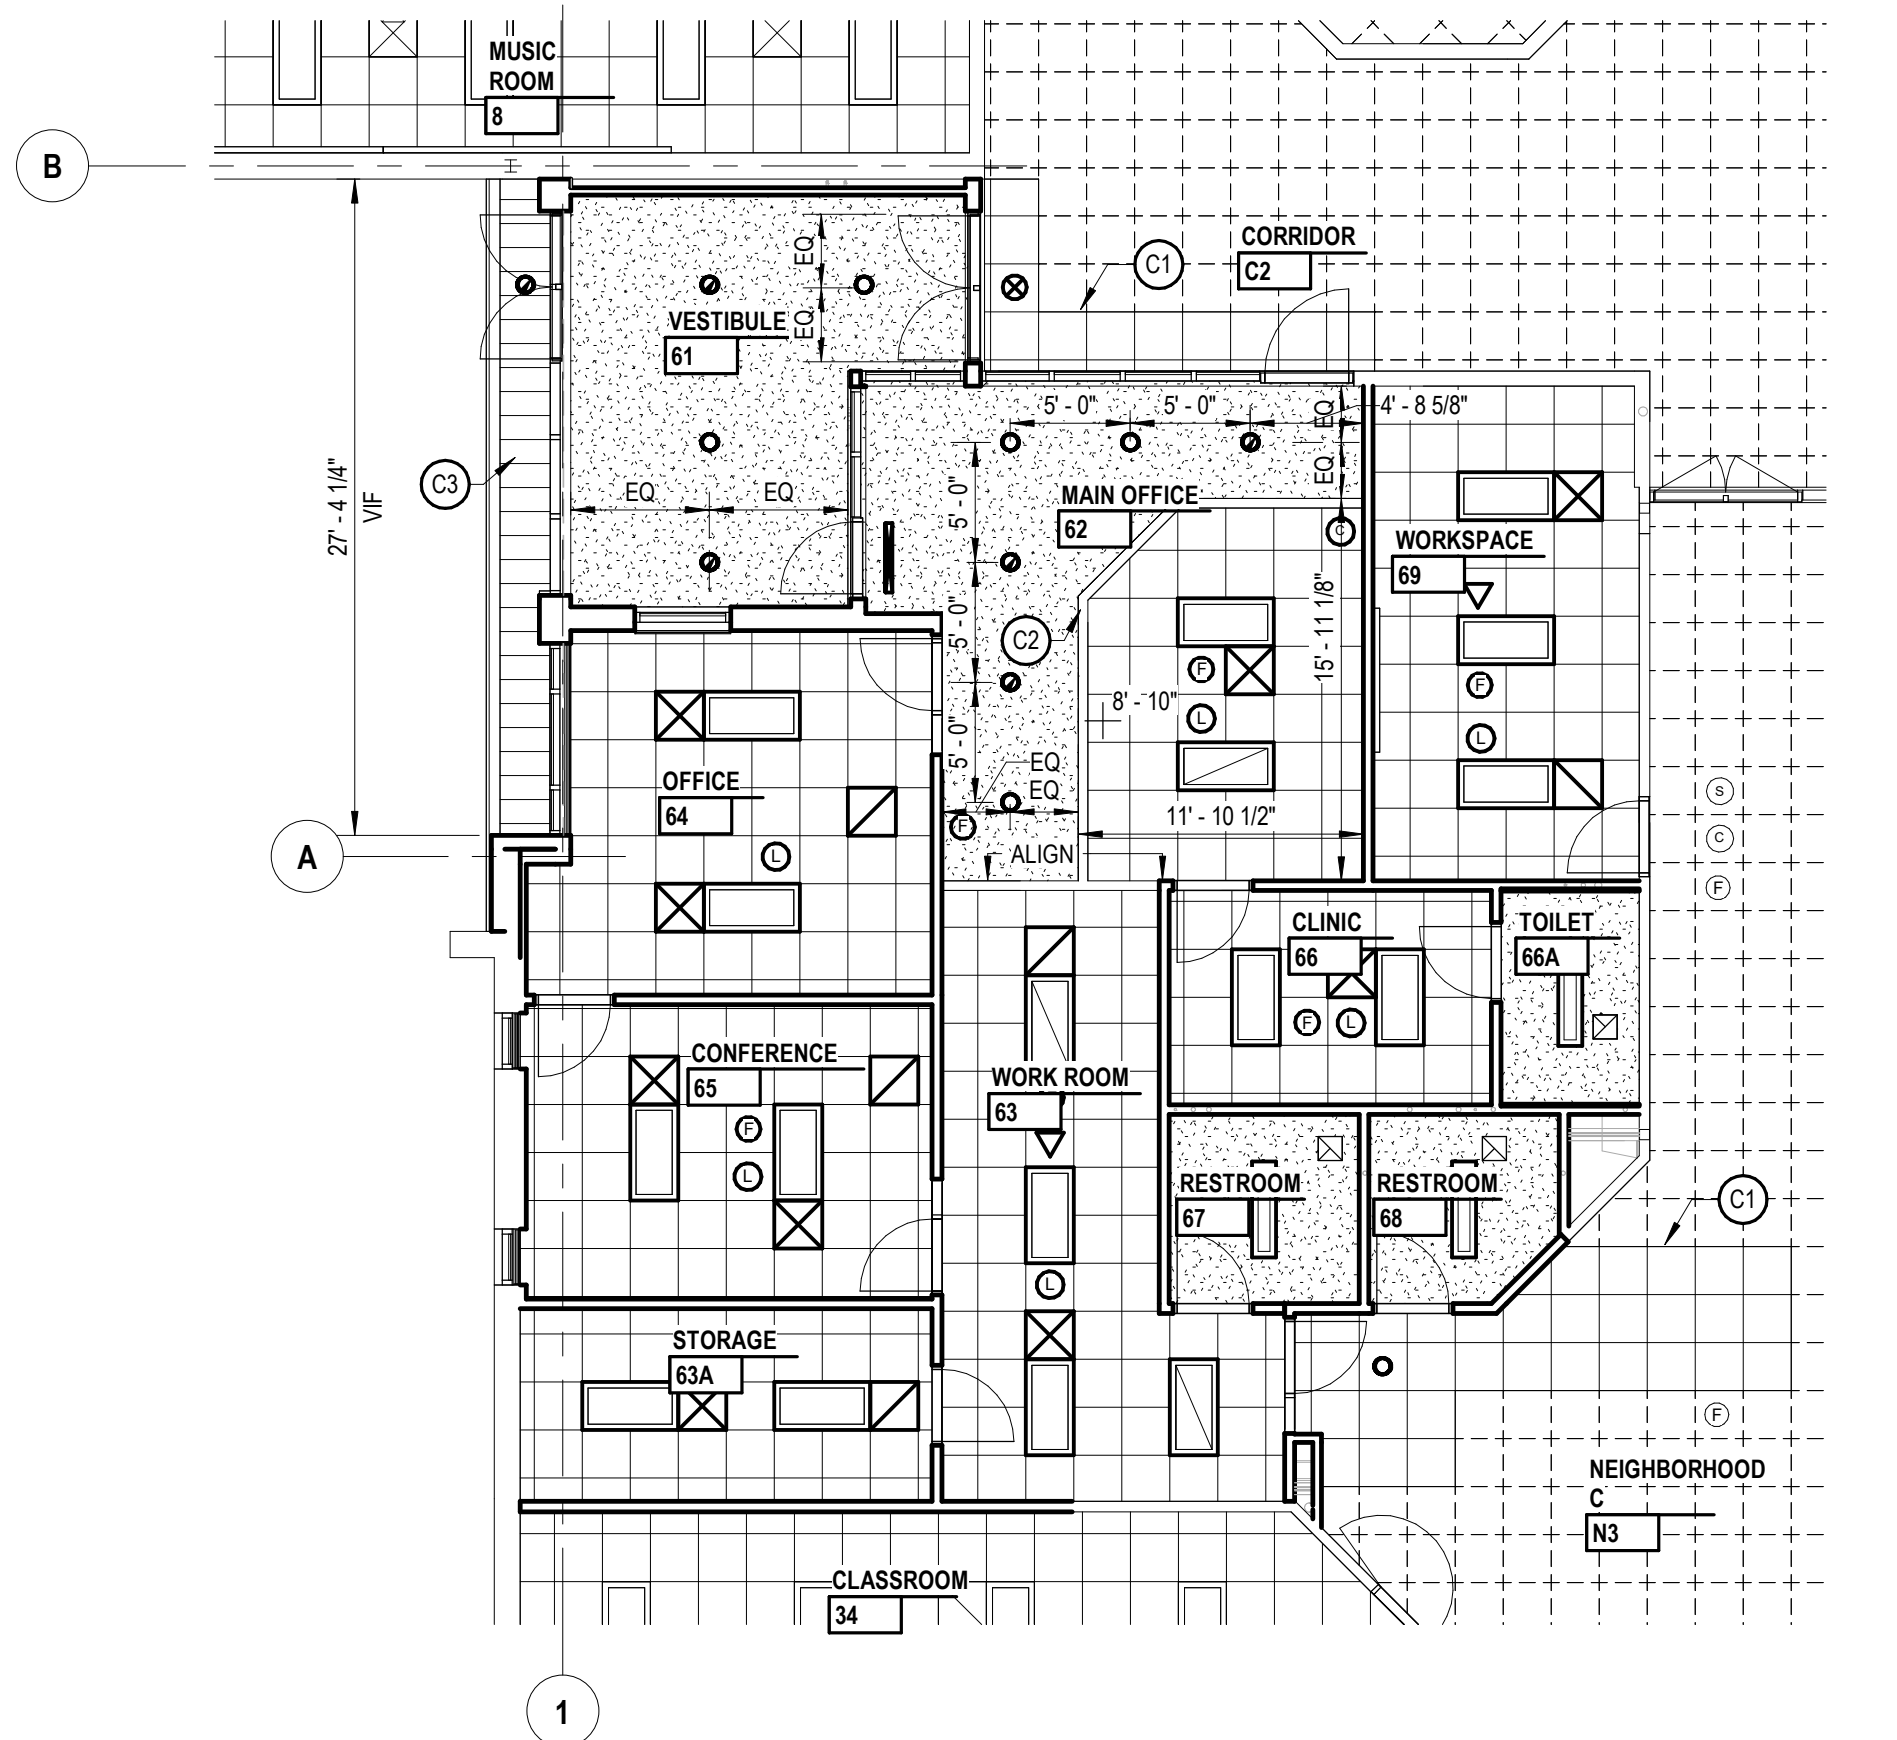 MUSIC
ROOM
8
B
CORRIDOR
C2
C1
EQ
EQ
VESTIBULE
61
5' - 0"
5' - 0"
4' - 8 5/8"
EQ
EQ
C3
27' - 4 1/4"
VIF
EQ
EQ
5' - 0"
MAIN OFFICE
62
C
WORKSPACE
69
5' - 0"
C2
15' - 11 1/8"
F
F
8' - 10"
L
L
5' - 0"
EQ
EQ
OFFICE
64
F
11' - 10 1/2"
S
C
F
A
L
ALIGN
CLINIC
66
TOILET
66A
F
L
CONFERENCE
65
F
L
WORK ROOM
63
RESTROOM
67
RESTROOM
68
C1
L
STORAGE
63A
F
NEIGHBORHOOD
C
N3
CLASSROOM
34
1